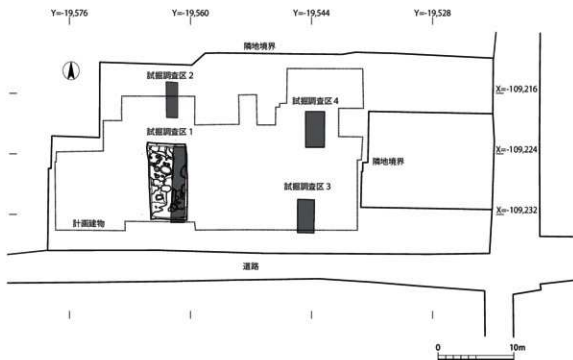 Y=-19,576 Y=-19,560 Y=-19,544 Y=-19,528
隣地境界
試掘調査区 2
X=-109,216
試掘調査区 4
試掘調査区 1
X=-109,224
隣地境界
試掘調査区 3
X=-109,232
計画建物
道路
0 10m